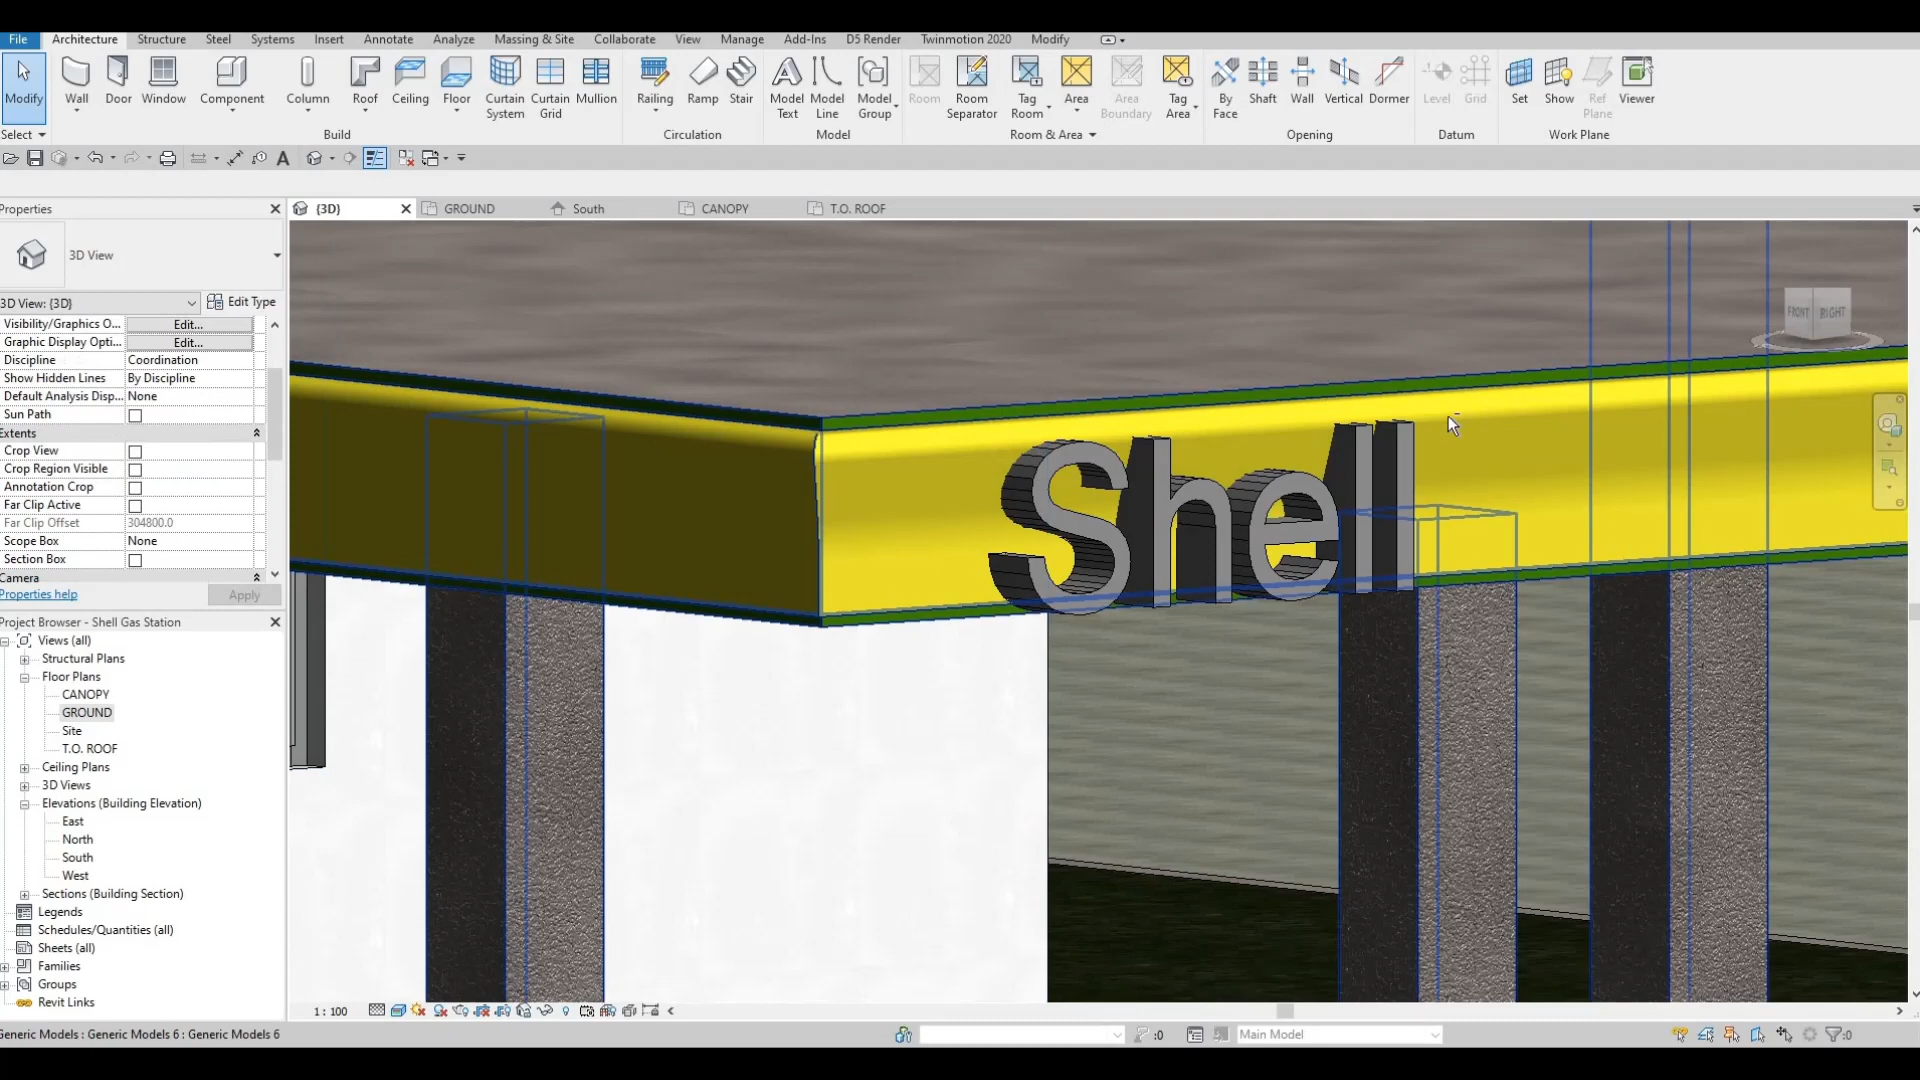 File Architecture Structure Steel Systems Insert Annotate Analyze Massing & Site Collaborate View Manage Add-Ins D5 Render Twinmotion 2020 Modify
Modify Wall Door Window Component Column Roof Ceiling Floor Curtain System Curtain Grid Mullion Railing Ramp Stair Model Text Model Line Model Group Room Room Separator Tag Room Area Area Boundary Tag Area By Face Shaft Wall Vertical Dormer Level Grid Set Show Ref Plane Viewer
Select Build Circulation Model Room & Area Opening Datum Work Plane
Properties {3D} GROUND South CANOPY T.O. ROOF
3D View
3D View: {3D} Edit Type
Visibility/Graphics O... Edit...
Graphic Display Opti... Edit...
Discipline Coordination
Show Hidden Lines By Discipline
Default Analysis Disp... None
Sun Path
Extents
Crop View
Crop Region Visible
Annotation Crop
Far Clip Active
Far Clip Offset 304800.0
Scope Box None
Section Box
Camera
Properties help Apply
FRONT RIGHT
Shell
Project Browser - Shell Gas Station
Views (all)
Structural Plans
Floor Plans
CANOPY
GROUND
Site
T.O. ROOF
Ceiling Plans
3D Views
Elevations (Building Elevation)
East
North
South
West
Sections (Building Section)
Legends
Schedules/Quantities (all)
Sheets (all)
Families
Groups
Revit Links
1 : 100
Generic Models : Generic Models 6 : Generic Models 6 :0 Main Model :0